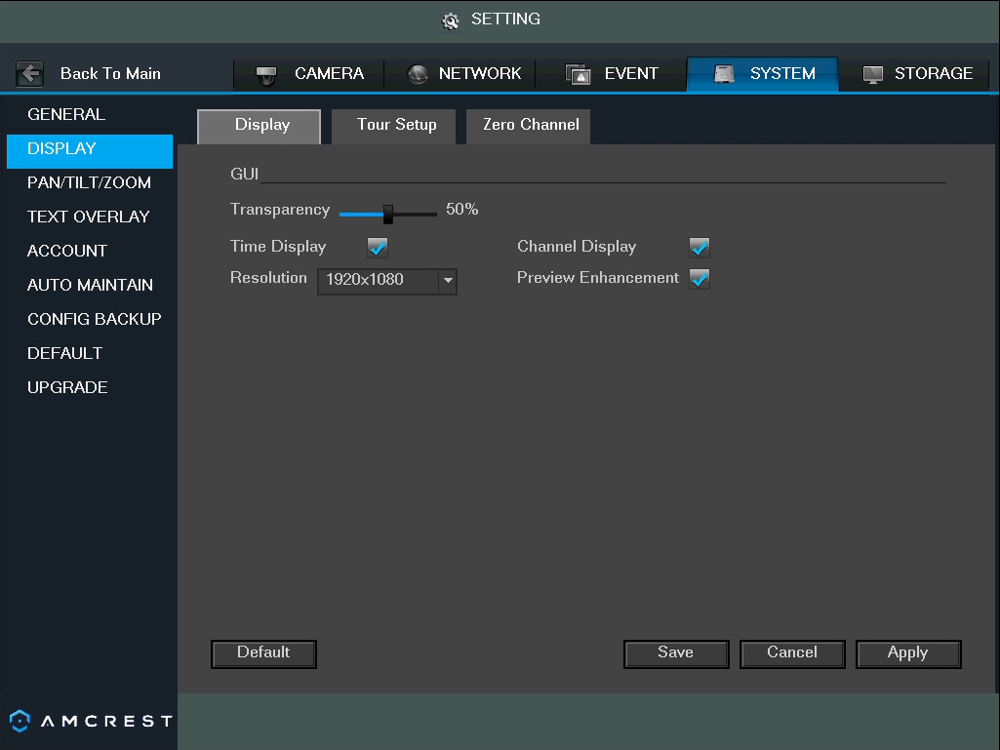 SETTING
Back To Main
CAMERA
NETWORK
EVENT
SYSTEM
STORAGE
GENERAL
DISPLAY
PAN/TILT/ZOOM
TEXT OVERLAY
ACCOUNT
AUTO MAINTAIN
CONFIG BACKUP
DEFAULT
UPGRADE
Display
Tour Setup
Zero Channel
GUI
Transparency 50%
Time Display
Channel Display
Resolution 1920x1080
Preview Enhancement
Default
Save
Cancel
Apply
AMCREST